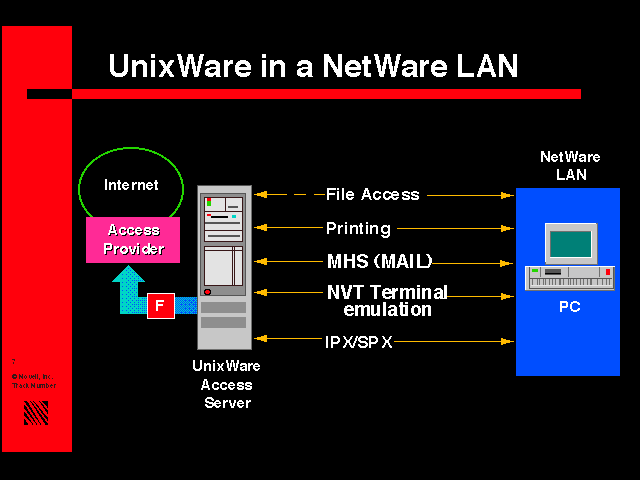 UnixWare in a NetWare LAN
Internet
Access
Provider
F
UnixWare
Access
Server
File Access
Printing
MHS (MAIL)
NVT Terminal
emulation
IPX/SPX
NetWare
LAN
PC
7
© Novell, Inc.
Track Number